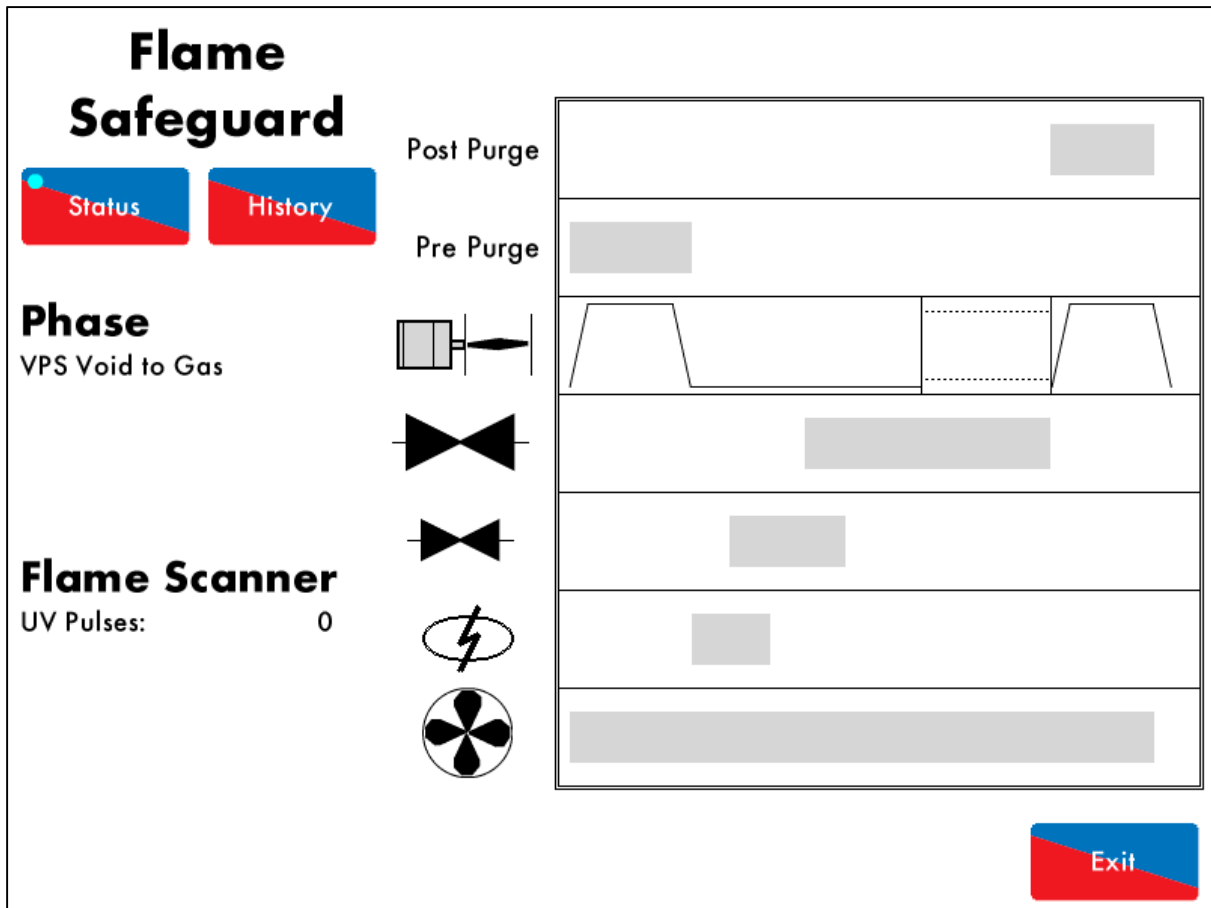 Flame
Safeguard
Status
History
Phase
VPS Void to Gas
Flame Scanner
UV Pulses: 0
Post Purge
Pre Purge
Exit